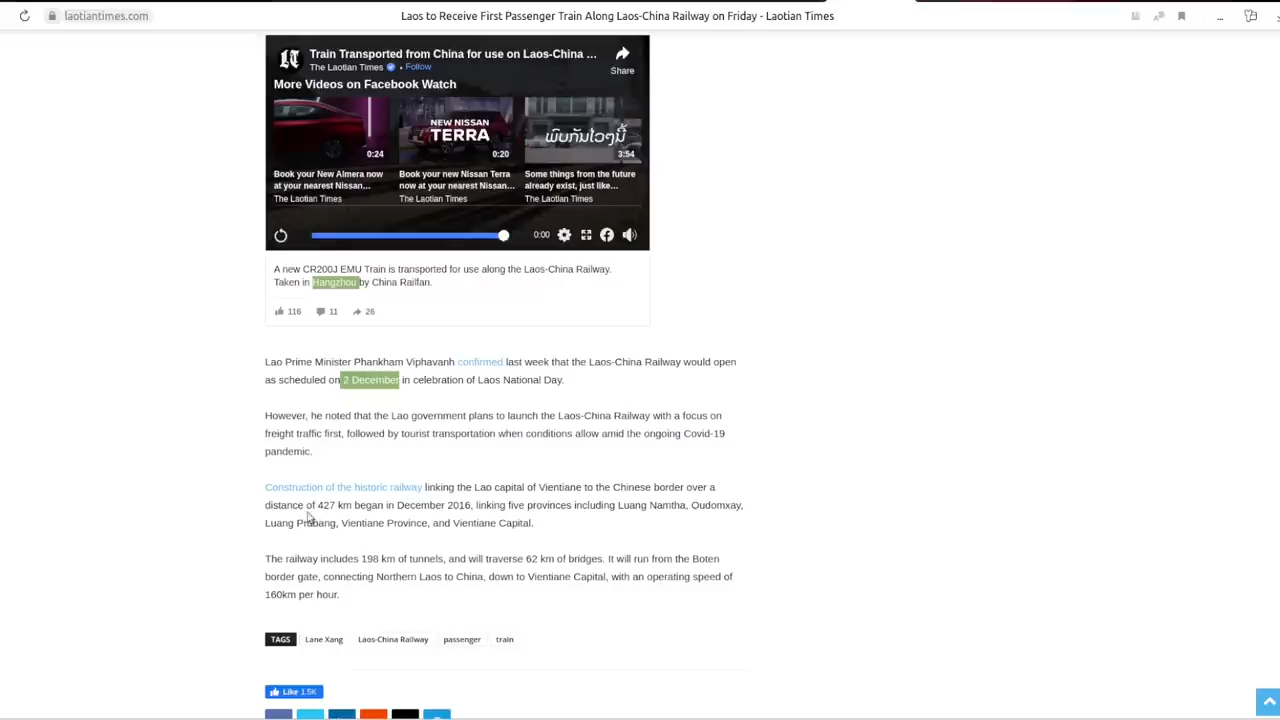 laotiantimes.com
Laos to Receive First Passenger Train Along Laos-China Railway on Friday - Laotian Times
Train Transported from China for use on Laos-China ...
The Laotian Times • Follow
Share
More Videos on Facebook Watch
NEW NISSAN
TERRA
ພົບກັນໄວໆນີ້
0:24
0:20
3:54
Book your New Almera now
at your nearest Nissan...
The Laotian Times
Book your new Nissan Terra
now at your nearest Nissan...
The Laotian Times
Some things from the future
already exist, just like...
The Laotian Times
0:00
A new CR200J EMU Train is transported for use along the Laos-China Railway.
Taken in Hangzhou by China Railfan.
116 11 26
Lao Prime Minister Phankham Viphavanh confirmed last week that the Laos-China Railway would open
as scheduled on 2 December in celebration of Laos National Day.
However, he noted that the Lao government plans to launch the Laos-China Railway with a focus on
freight traffic first, followed by tourist transportation when conditions allow amid the ongoing Covid-19
pandemic.
Construction of the historic railway linking the Lao capital of Vientiane to the Chinese border over a
distance of 427 km began in December 2016, linking five provinces including Luang Namtha, Oudomxay,
Luang Prabang, Vientiane Province, and Vientiane Capital.
The railway includes 198 km of tunnels, and will traverse 62 km of bridges. It will run from the Boten
border gate, connecting Northern Laos to China, down to Vientiane Capital, with an operating speed of
160km per hour.
TAGS Lane Xang Laos-China Railway passenger train
Like 1.5K